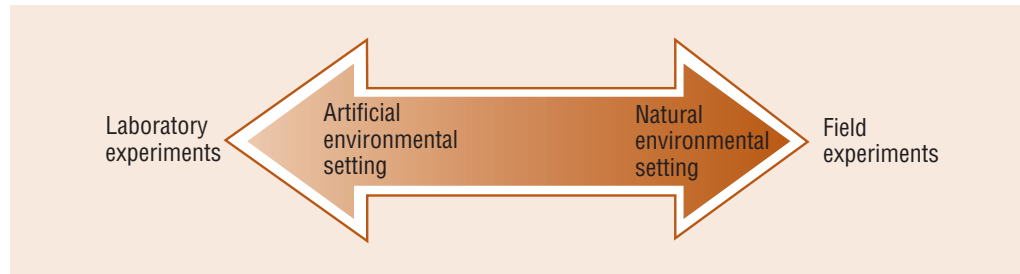 Laboratory
experiments
Artificial
environmental
setting
Natural
environmental
setting
Field
experiments